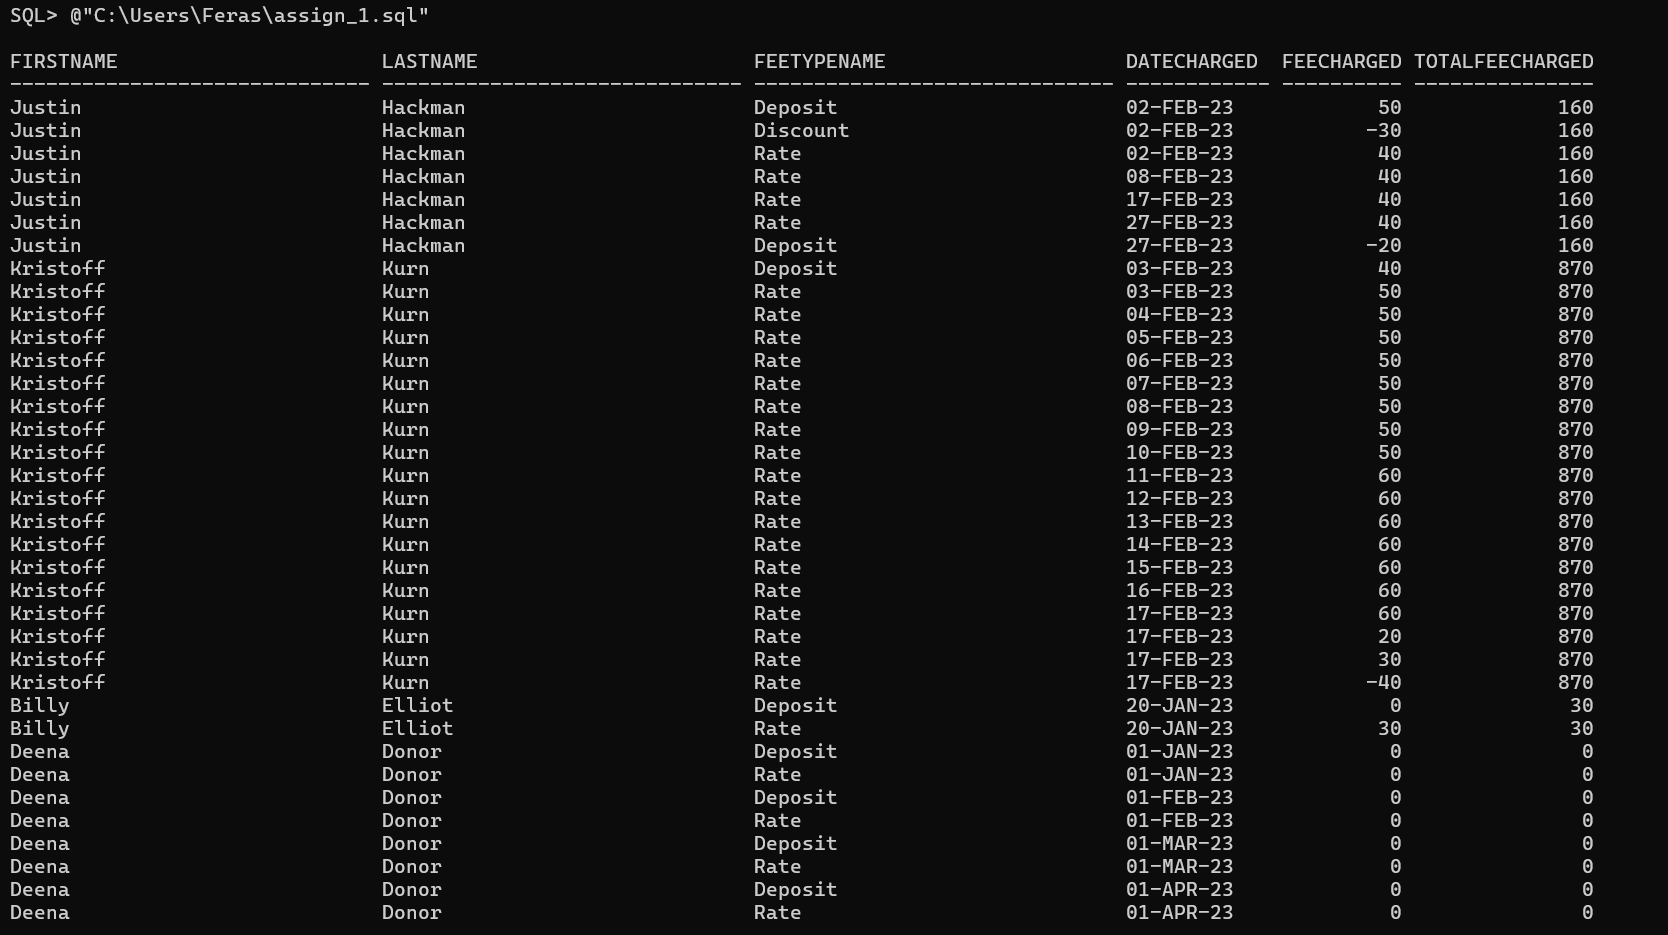 SQL> @"C:\Users\Feras\assign_1.sql"
FIRSTNAME LASTNAME FEETYPENAME DATECHARGED FEECHARGED TOTALFEECHARGED
------------------------------ ------------------------------ ------------------------------ ------------ ---------- ---------------
Justin Hackman Deposit 02-FEB-23 50 160
Justin Hackman Discount 02-FEB-23 -30 160
Justin Hackman Rate 02-FEB-23 40 160
Justin Hackman Rate 08-FEB-23 40 160
Justin Hackman Rate 17-FEB-23 40 160
Justin Hackman Rate 27-FEB-23 40 160
Justin Hackman Deposit 27-FEB-23 -20 160
Kristoff Kurn Deposit 03-FEB-23 40 870
Kristoff Kurn Rate 03-FEB-23 50 870
Kristoff Kurn Rate 04-FEB-23 50 870
Kristoff Kurn Rate 05-FEB-23 50 870
Kristoff Kurn Rate 06-FEB-23 50 870
Kristoff Kurn Rate 07-FEB-23 50 870
Kristoff Kurn Rate 08-FEB-23 50 870
Kristoff Kurn Rate 09-FEB-23 50 870
Kristoff Kurn Rate 10-FEB-23 50 870
Kristoff Kurn Rate 11-FEB-23 60 870
Kristoff Kurn Rate 12-FEB-23 60 870
Kristoff Kurn Rate 13-FEB-23 60 870
Kristoff Kurn Rate 14-FEB-23 60 870
Kristoff Kurn Rate 15-FEB-23 60 870
Kristoff Kurn Rate 16-FEB-23 60 870
Kristoff Kurn Rate 17-FEB-23 60 870
Kristoff Kurn Rate 17-FEB-23 20 870
Kristoff Kurn Rate 17-FEB-23 30 870
Kristoff Kurn Rate 17-FEB-23 -40 870
Billy Elliot Deposit 20-JAN-23 0 30
Billy Elliot Rate 20-JAN-23 30 30
Deena Donor Deposit 01-JAN-23 0 0
Deena Donor Rate 01-JAN-23 0 0
Deena Donor Deposit 01-FEB-23 0 0
Deena Donor Rate 01-FEB-23 0 0
Deena Donor Deposit 01-MAR-23 0 0
Deena Donor Rate 01-MAR-23 0 0
Deena Donor Deposit 01-APR-23 0 0
Deena Donor Rate 01-APR-23 0 0